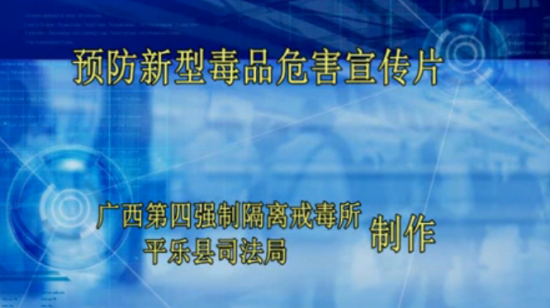 预防新型毒品危害宣传片
广西第四强制隔离戒毒所
平乐县司法局
制作